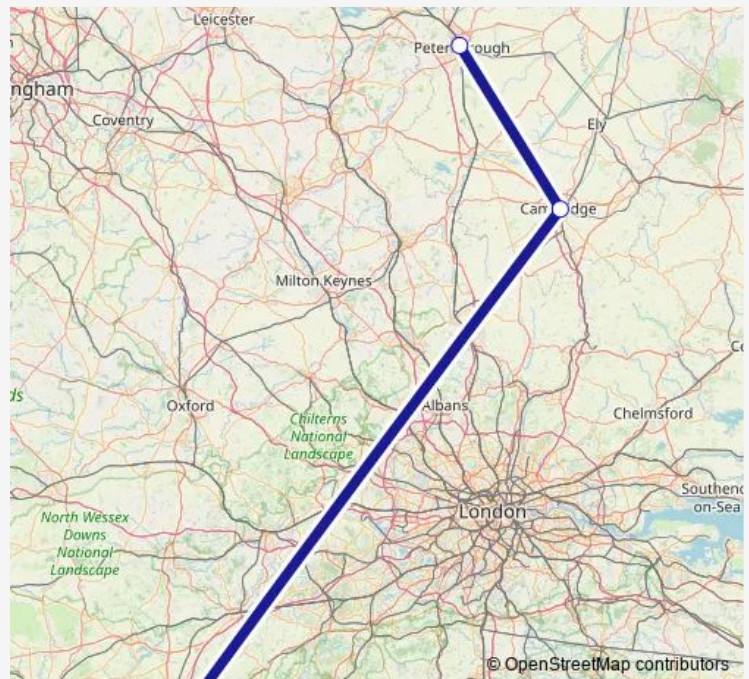 Leicester
Peter ough
ngham
Coventry
Ely
Cam dge
Milton Keynes
ds
Oxford
Albans
Chilterns
National
Landscape
Chelmsford
London
Southend
on-Sea
North Wessex
Downs
National
Landscape
© OpenStreetMap contributors